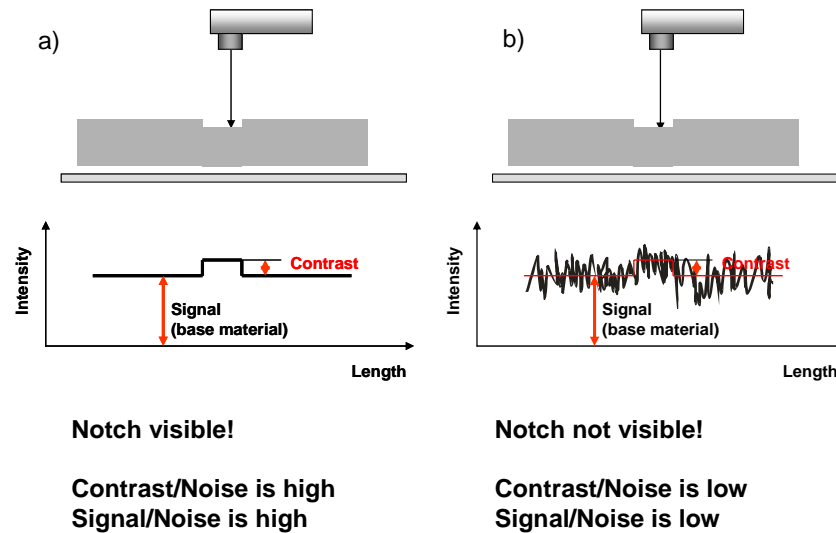 a)
Intensity
Contrast
Signal
(base material)
Length
Notch visible!
Contrast/Noise is high
Signal/Noise is high
b)
Intensity
Contrast
Signal
(base material)
Length
Notch not visible!
Contrast/Noise is low
Signal/Noise is low